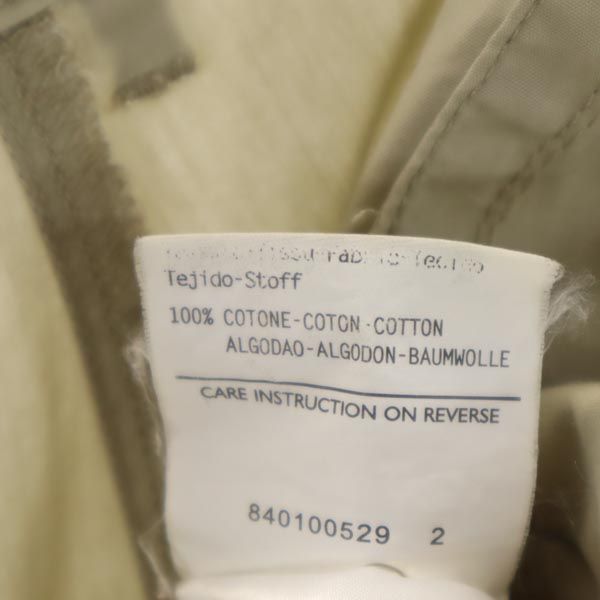 Tejido-Stoff
100% COTONE-COTON-COTTON
ALGODAO-ALGODON-BAUMWOLLE
CARE INSTRUCTION ON REVERSE
840100529 2